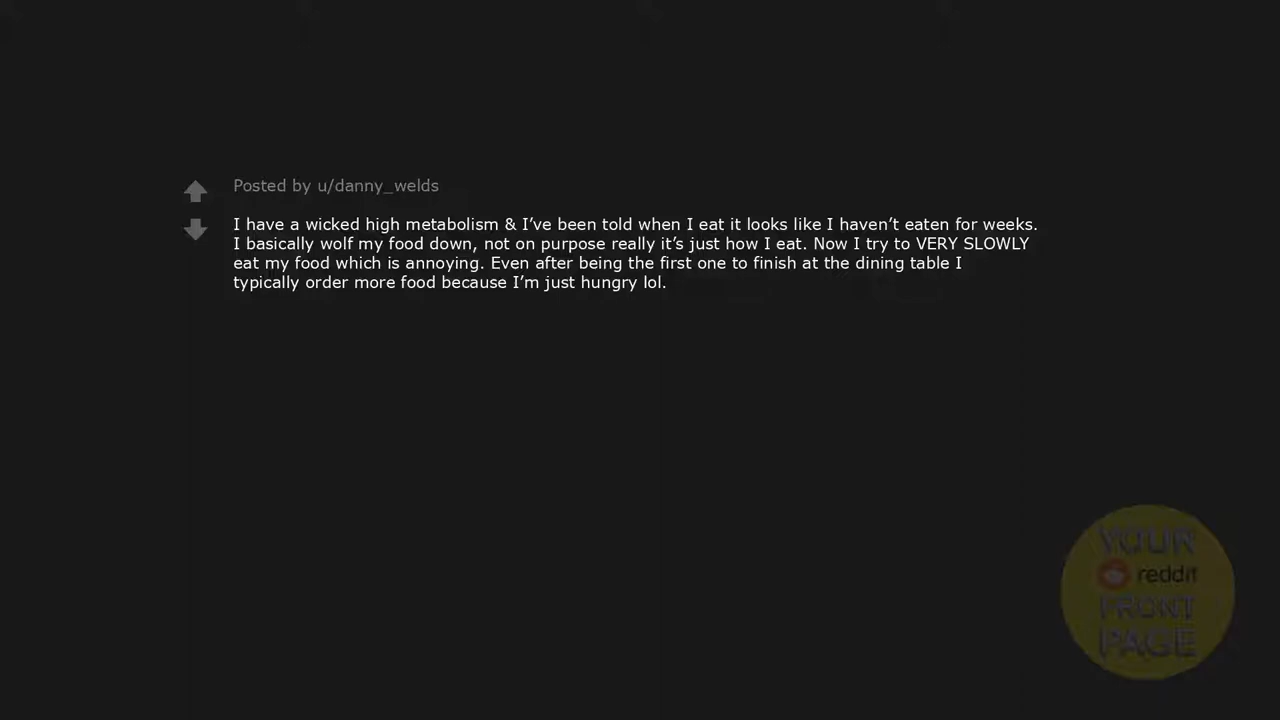 Posted by u/danny_welds
I have a wicked high metabolism & I’ve been told when I eat it looks like I haven’t eaten for weeks.
I basically wolf my food down, not on purpose really it’s just how I eat. Now I try to VERY SLOWLY
eat my food which is annoying. Even after being the first one to finish at the dining table I
typically order more food because I’m just hungry lol.
YOUR
reddit
FRONT
PAGE